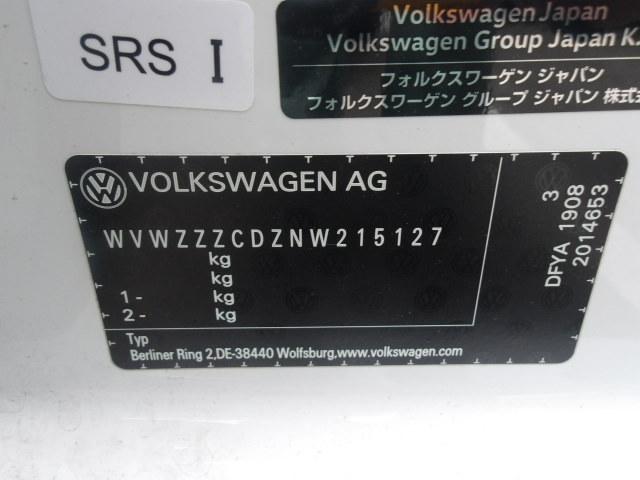 SRS I
Volkswagen Japan
Volkswagen Group Japan K.
フォルクスワーゲン ジャパン
フォルクスワーゲン グループ ジャパン 株式
VOLKSWAGEN AG
WVWZZZCDZNW215127
kg
kg
1 - kg
2 - kg
Typ
Berliner Ring 2,DE-38440 Wolfsburg,www.volkswagen.com
3
DFYA 1908
2014653